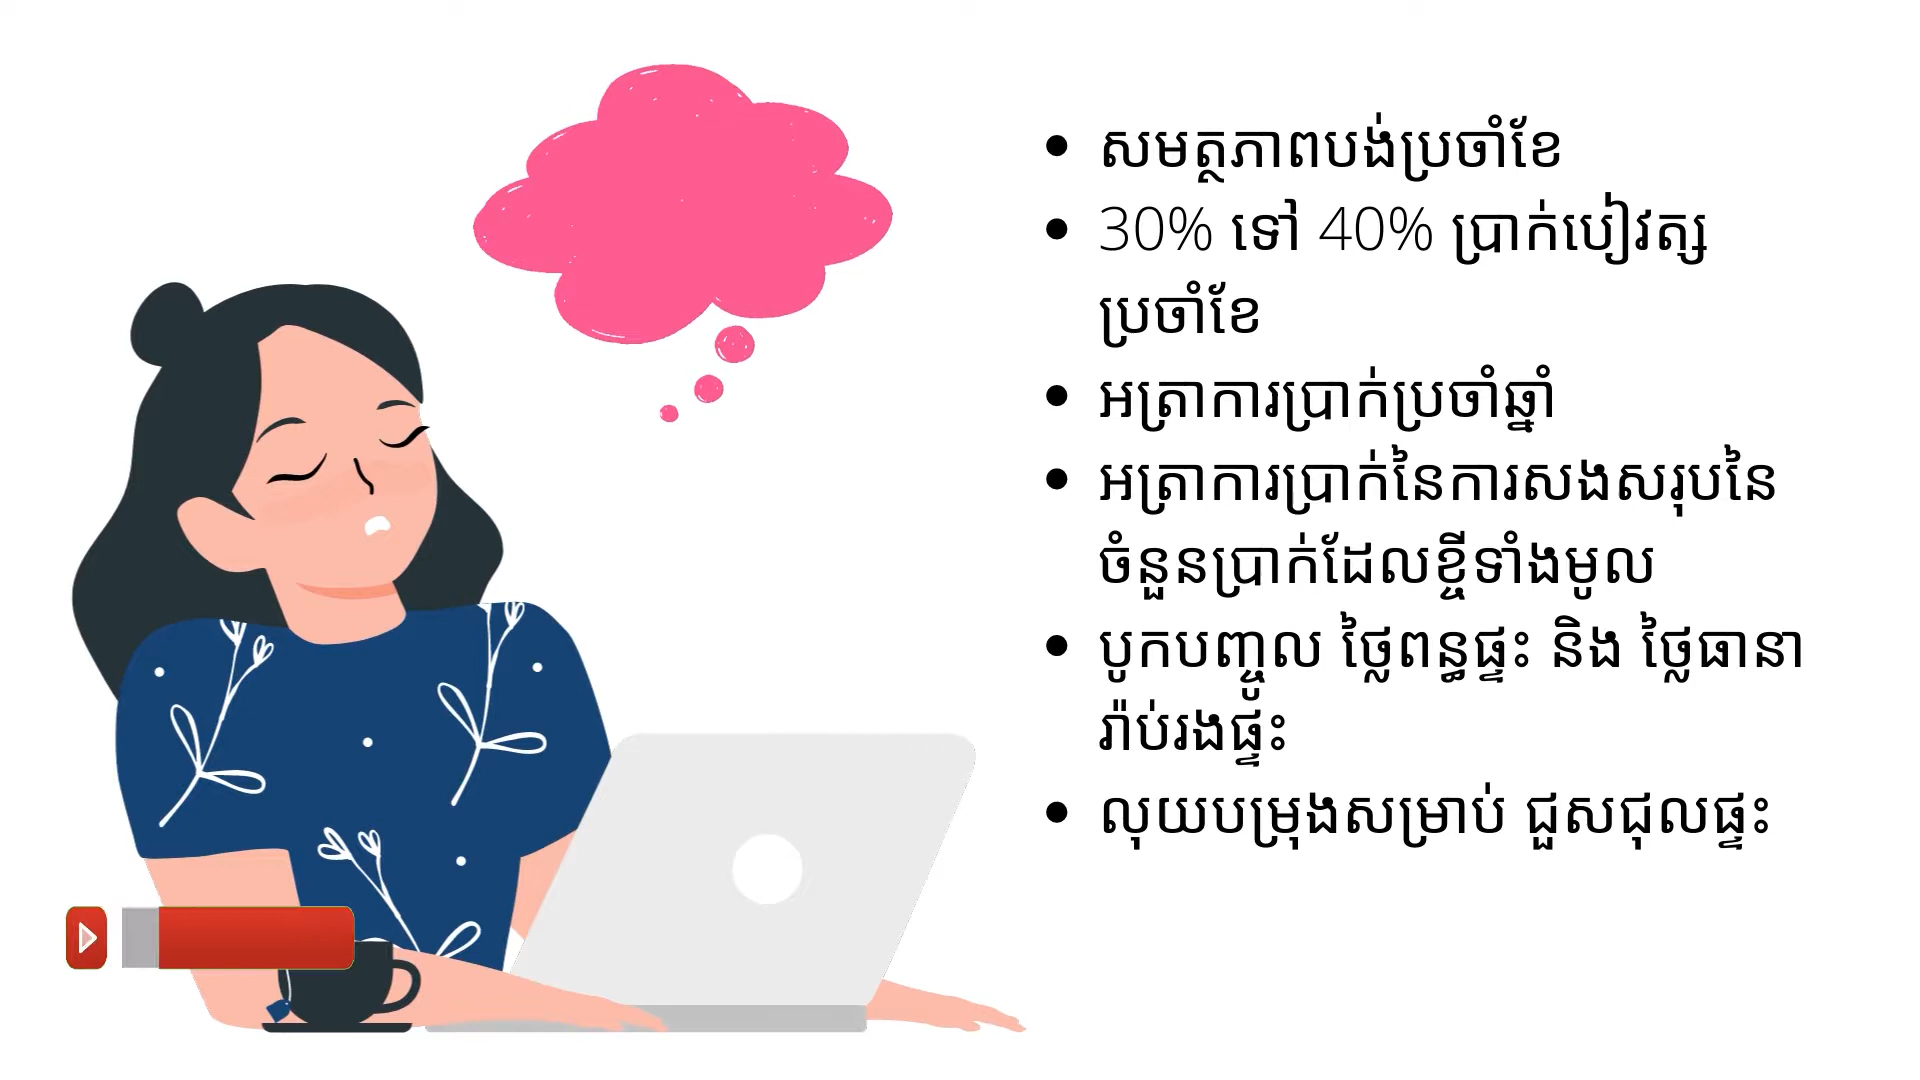 សមត្ថភាពបង់ប្រចាំខែ
30% ទៅ 40% ប្រាក់បៀវត្ស
ប្រចាំខែ
អត្រាការប្រាក់ប្រចាំឆ្នាំ
អត្រាការប្រាក់នៃការសងសរុបនៃ
ចំនួនប្រាក់ដែលខ្ចីទាំងមូល
បូកបញ្ចូល ថ្លៃពន្ធផ្ទះ និង ថ្លៃធានា
រ៉ាប់រងផ្ទះ
លុយបម្រុងសម្រាប់ ជួសជុលផ្ទះ